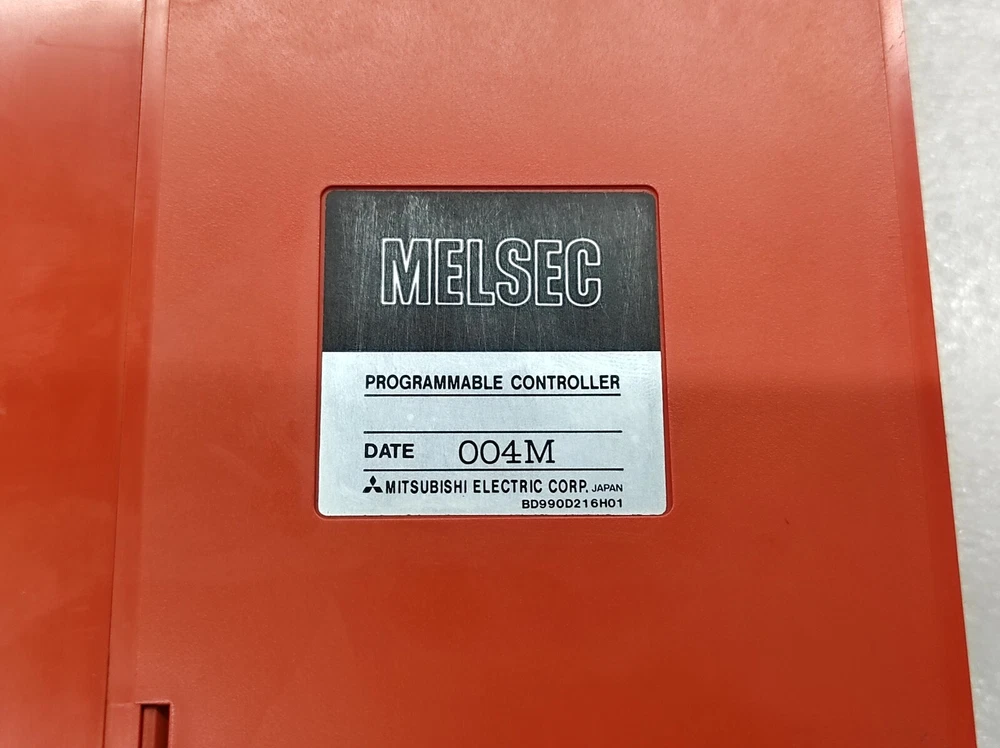 MELSEC
PROGRAMMABLE CONTROLLER
DATE 004M
MITSUBISHI ELECTRIC CORP. JAPAN
BD990D216H01